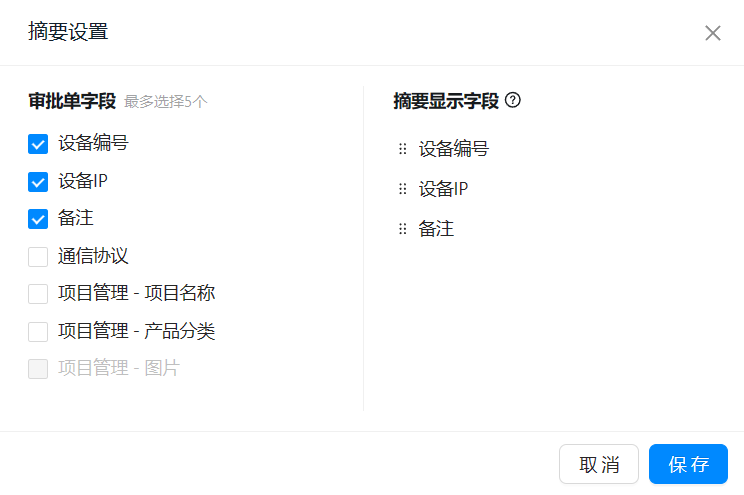 摘要设置
审批单字段 最多选择5个
设备编号
设备IP
备注
通信协议
项目管理 - 项目名称
项目管理 - 产品分类
项目管理 - 图片
摘要显示字段
设备编号
设备IP
备注
取消
保存